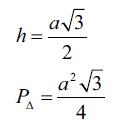 h = a√3 / 2
P_Δ = a²√3 / 4